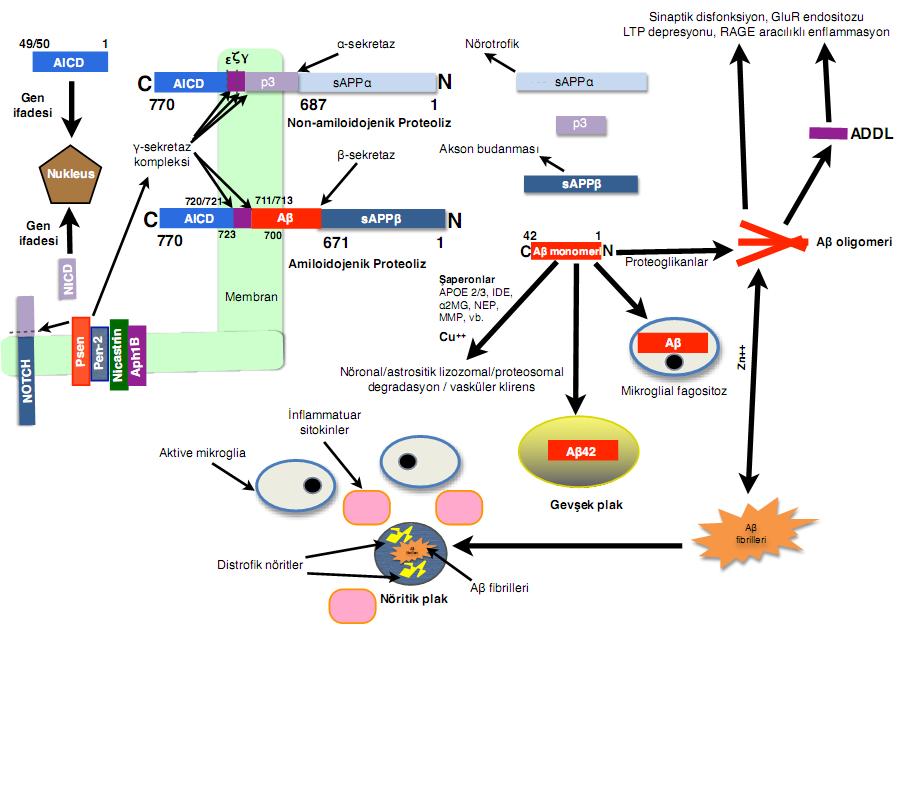 Sinaptik disfonksiyon, GluR endositozu
LTP depresyonu, RAGE aracılıklı enflammasyon
49/50
1
AICD
Gen
ifadesi
Nukleus
Gen
ifadesi
NICD
NOTCH
Psen
Pen-2
Nicastrin
Aph1B
εζγ
α-sekretaz
C
AICD
p3
sAPPα
N
770
687
1
Non-amiloidojenik Proteoliz
γ-sekretaz
kompleksi
β-sekretaz
720/721
711/713
C
AICD
Aβ
sAPPβ
N
770
723
700
671
1
Amiloidojenik Proteoliz
Membran
Nörotrofik
sAPPα
p3
Akson budanması
sAPPβ
42
1
C
Aβ monomeri
N
Proteoglikanlar
Aβ oligomeri
ADDL
Şaperonlar
APOE 2/3, IDE,
α2MG, NEP,
MMP, vb.
Cu++
Nöronal/astrositik lizozomal/proteosomal
degradasyon / vasküler klirens
Aβ
Mikroglial fagositoz
Zn++
Aβ42
Gevşek plak
Aβ
fibrilleri
İnflammatuar
sitokinler
Aktive mikroglia
Distrofik nöritler
Nöritik plak
Aβ fibrilleri